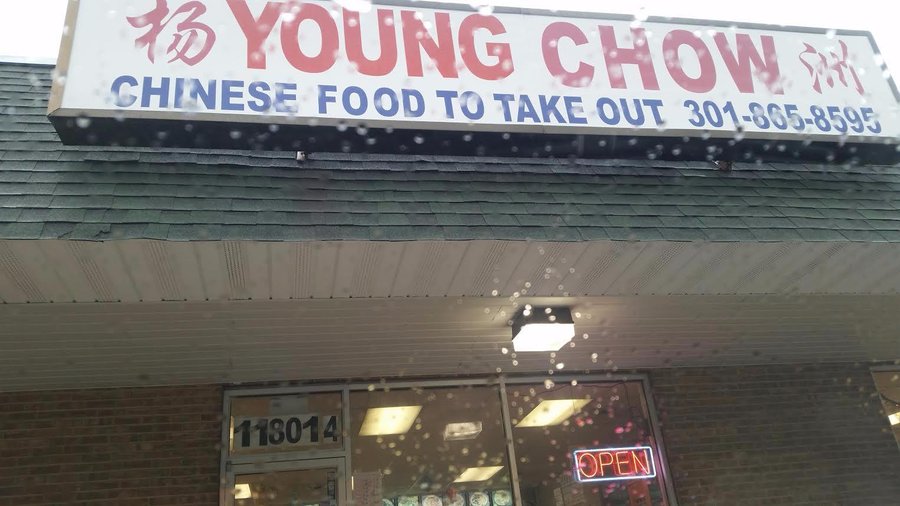 杨 YOUNG CHOW 洲
CHINESE FOOD TO TAKE OUT 301-865-8595
118014
OPEN